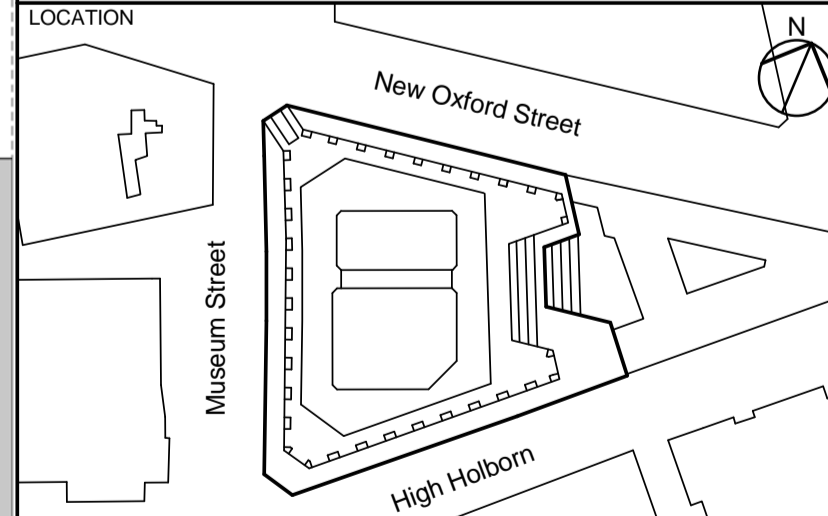 LOCATION
N
New Oxford Street
Museum Street
High Holborn